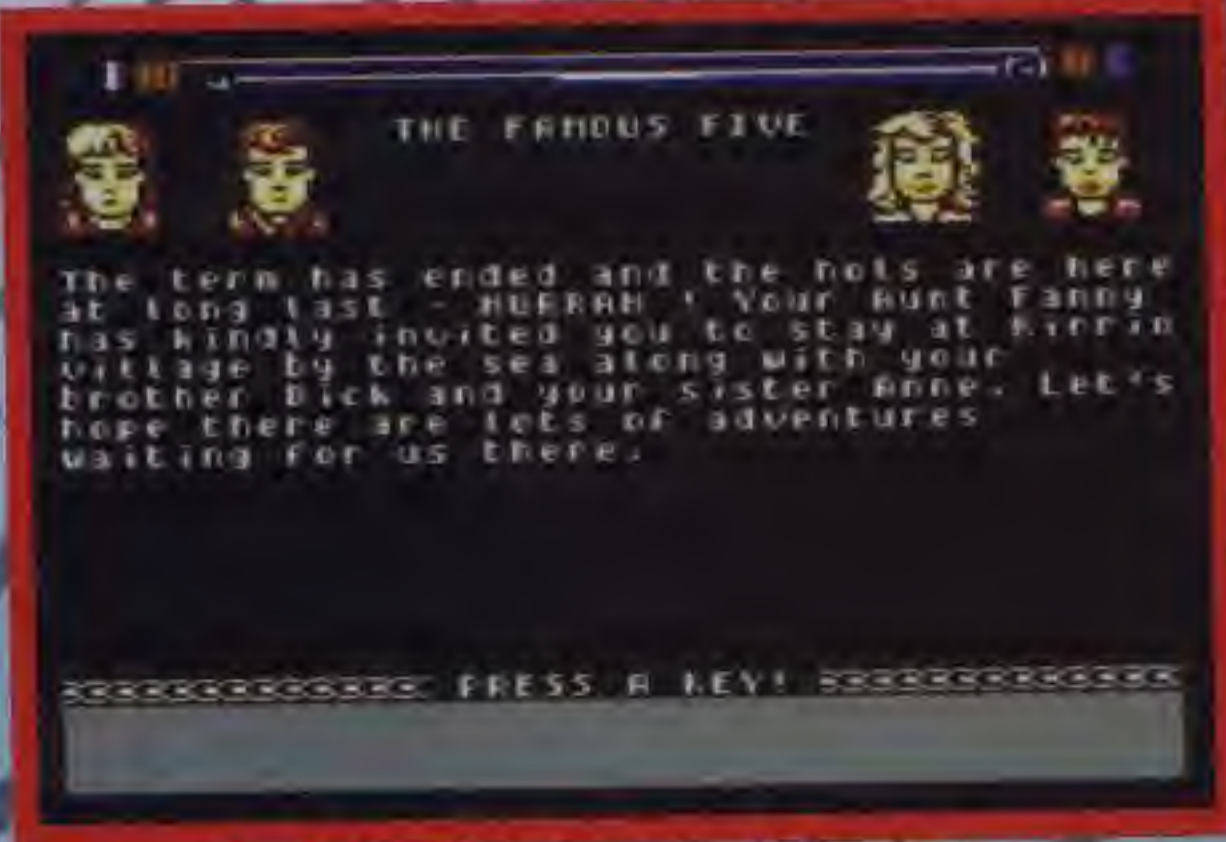 THE FAMOUS FIVE
The term has ended and the hols are here
at long last - HURRAH ! Your Aunt Fanny
has kindly invited you to stay at Kirrin
village by the sea along with your
brother Dick and your sister Anne. Let's
hope there are lots of adventures
waiting for us there.
PRESS A KEY!